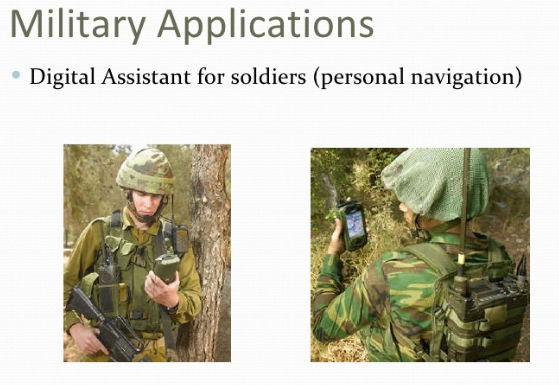 Military Applications
Digital Assistant for soldiers (personal navigation)